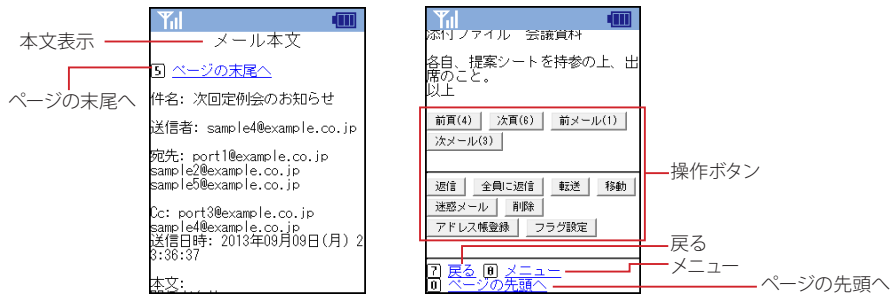 本文表示
メール本文
5 ページの末尾へ
ページの末尾へ
件名: 次回定例会のお知らせ
送信者: sample4@example.co.jp
宛先: port1@example.co.jp
sample2@example.co.jp
sample5@example.co.jp
Cc: port3@example.co.jp
sample4@example.co.jp
送信日時: 2013年09月09日(月) 2
3:36:37
本文:
添付ファイル 会議資料
各自、提案シートを持参の上、出
席のこと。
以上
前頁(4) 次頁(6) 前メール(1)
次メール(3)
操作ボタン
返信 全員に返信 転送 移動
迷惑メール 削除
アドレス帳登録 フラグ設定
戻る
メニュー
7 戻る 8 メニュー
0 ページの先頭へ
ページの先頭へ